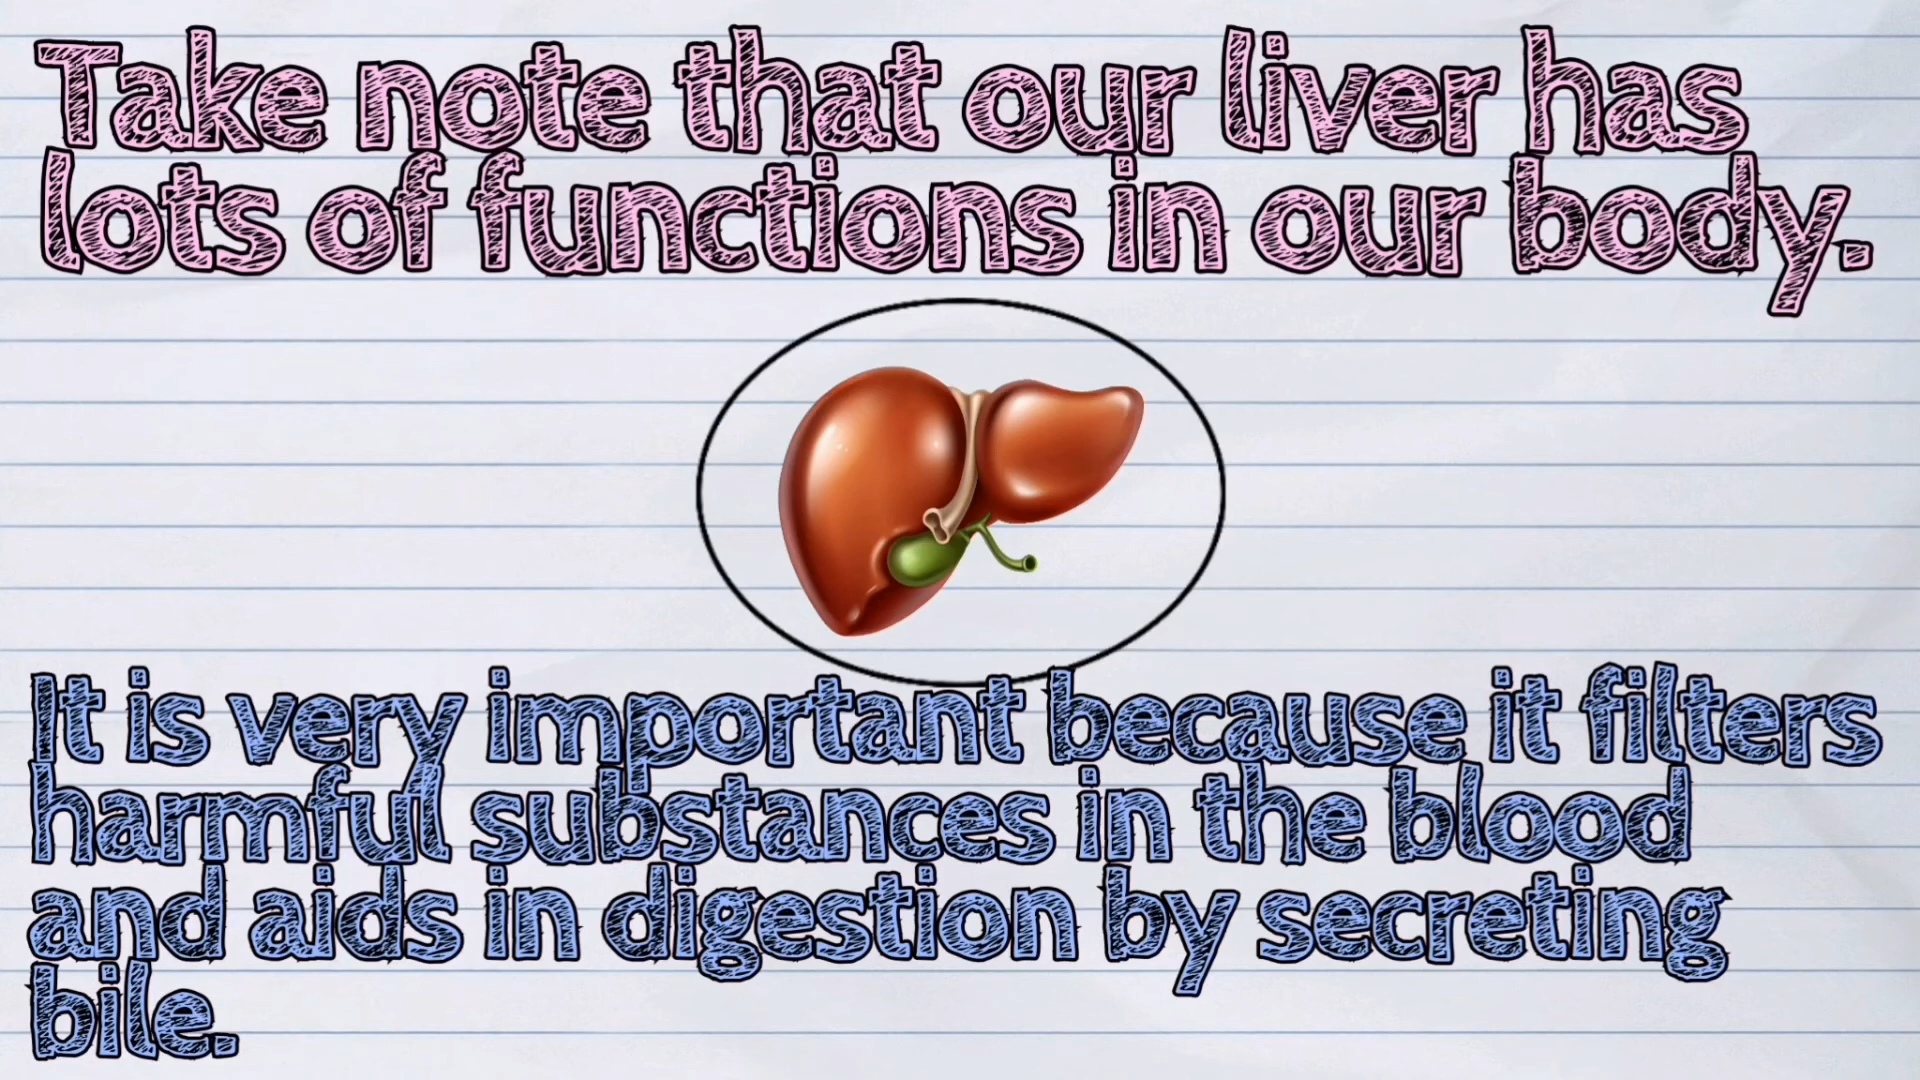 Take note that our liver has
lots of functions in our body.
It is very important because it filters
harmful substances in the blood
and aids in digestion by secreting
bile.